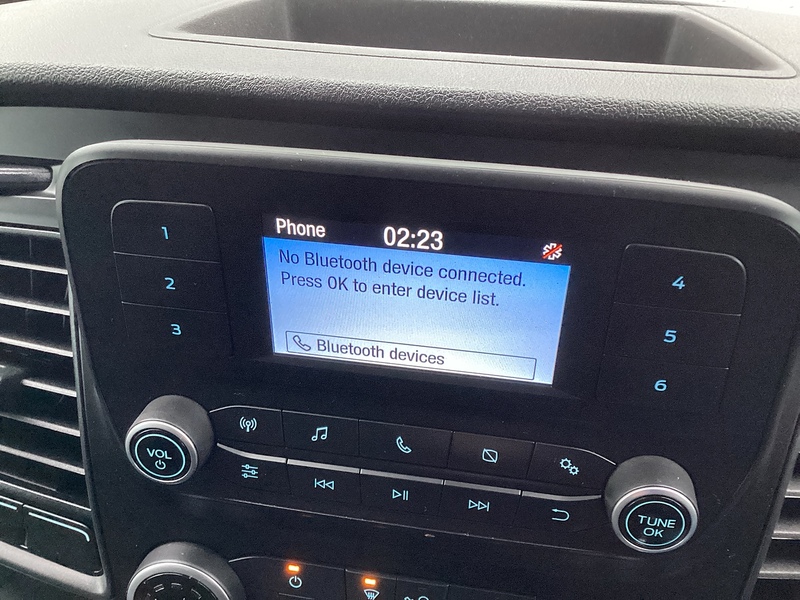 Phone 02:23
No Bluetooth device connected.
Press OK to enter device list.
Bluetooth devices
1
2
3
4
5
6
VOL
TUNE
OK